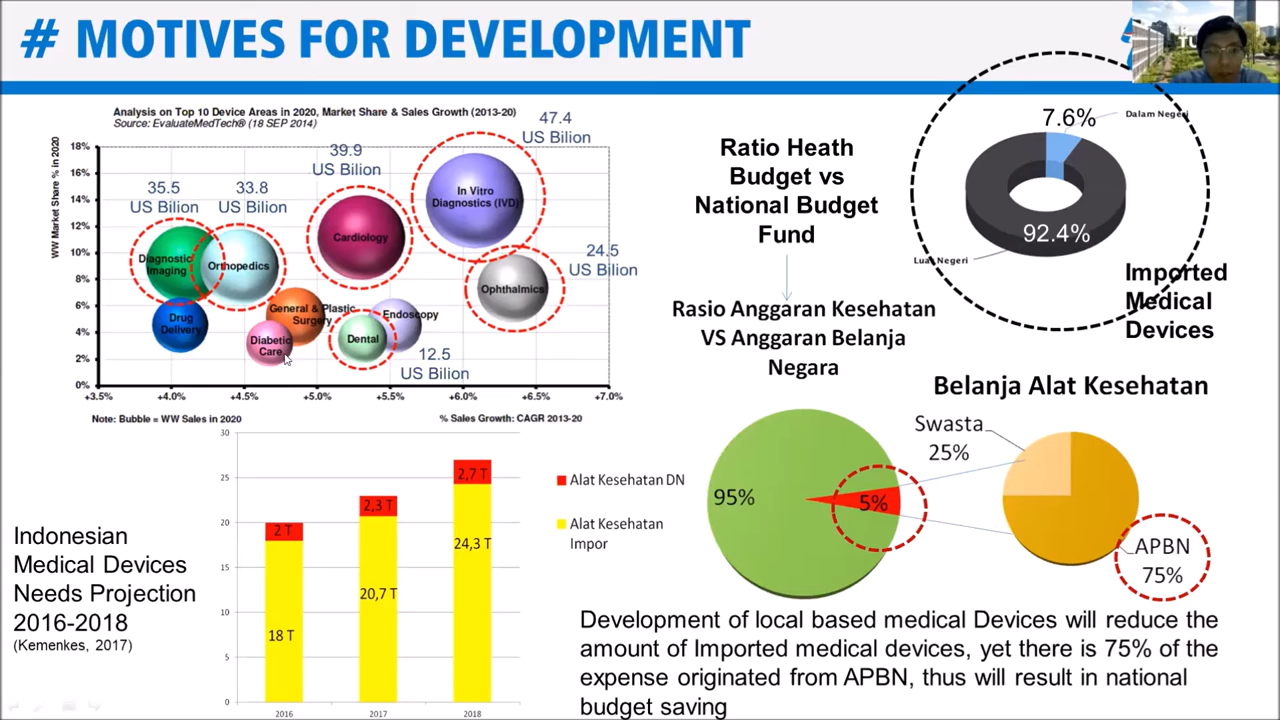 # MOTIVES FOR DEVELOPMENT
Analysis on Top 10 Device Areas in 2020, Market Share & Sales Growth (2013-20)
Source: EvaluateMedTech® (18 SEP 2014)
WW Market Share % in 2020
18%
16%
14%
12%
10%
8%
6%
4%
2%
0%
+3.5%
+4.0%
+4.5%
+5.0%
+5.5%
+6.0%
+6.5%
+7.0%
35.5
US Bilion
33.8
US Bilion
39.9
US Bilion
47.4
US Bilion
24.5
US Bilion
12.5
US Bilion
Diagnostic
Imaging
Orthopedics
Cardiology
In Vitro
Diagnostics (IVD)
Ophthalmics
Drug
Delivery
General & Plastic
Surgery
Endoscopy
Diabetic
Care
Dental
Note: Bubble = WW Sales in 2020
% Sales Growth: CAGR 2013-20
Ratio Heath
Budget vs
National Budget
Fund
Rasio Anggaran Kesehatan
VS Anggaran Belanja
Negara
7.6%
Dalam Negeri
92.4%
Luar Negeri
Imported
Medical
Devices
Belanja Alat Kesehatan
95%
5%
Swasta
25%
APBN
75%
Indonesian
Medical Devices
Needs Projection
2016-2018
(Kemenkes, 2017)
30
25
20
15
10
5
0
2 T
18 T
2,3 T
20,7 T
2,7 T
24,3 T
2016
2017
2018
Alat Kesehatan DN
Alat Kesehatan
Impor
Development of local based medical Devices will reduce the
amount of Imported medical devices, yet there is 75% of the
expense originated from APBN, thus will result in national
budget saving